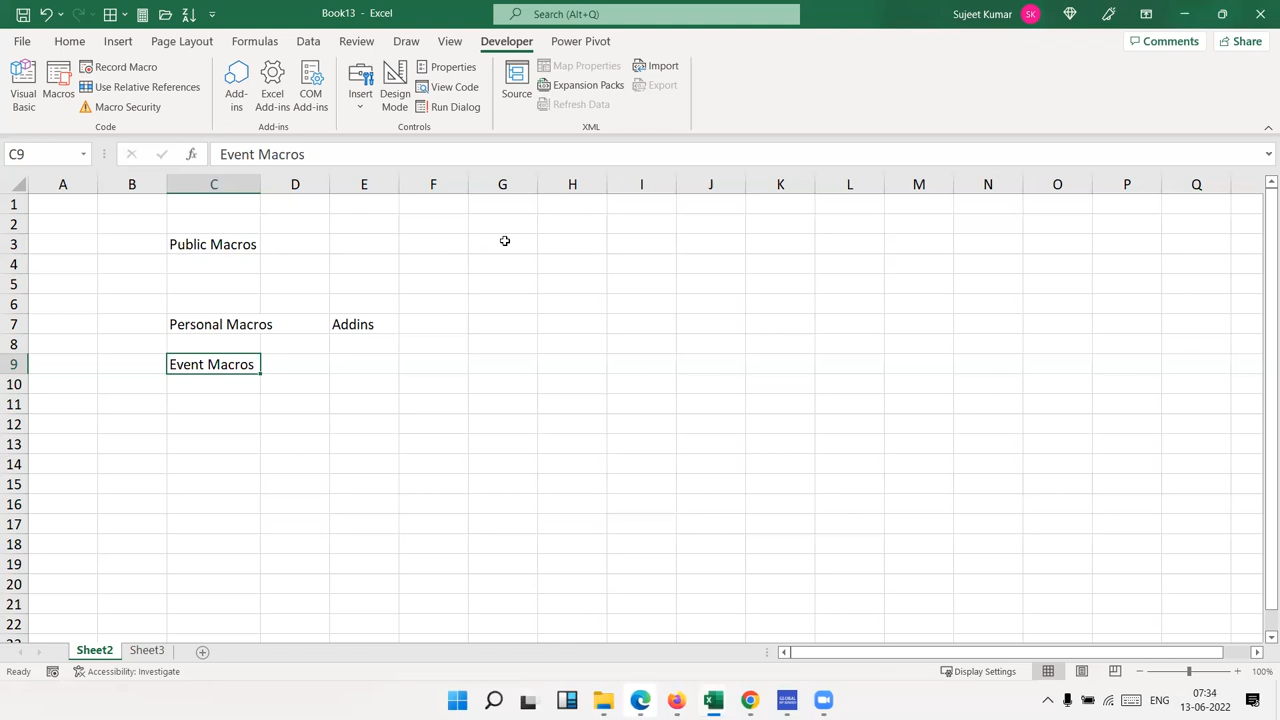 Book13 - Excel
Search (Alt+Q)
Sujeet Kumar
SK
File Home Insert Page Layout Formulas Data Review Draw View Developer Power Pivot
Comments
Share
Visual Basic
Macros
Record Macro
Use Relative References
Macro Security
Code
Add-ins
Excel Add-ins
COM Add-ins
Add-ins
Insert
Design Mode
Properties
View Code
Run Dialog
Controls
Source
Map Properties
Expansion Packs
Refresh Data
Import
Export
XML
C9
fx
Event Macros
A B C D E F G H I J K L M N O P Q
1
2
3 Public Macros
4
5
6
7 Personal Macros Addins
8
9 Event Macros
10
11
12
13
14
15
16
17
18
19
20
21
22
Sheet2 Sheet3
Ready
Accessibility: Investigate
Display Settings
100%
ENG
07:34
13-06-2022